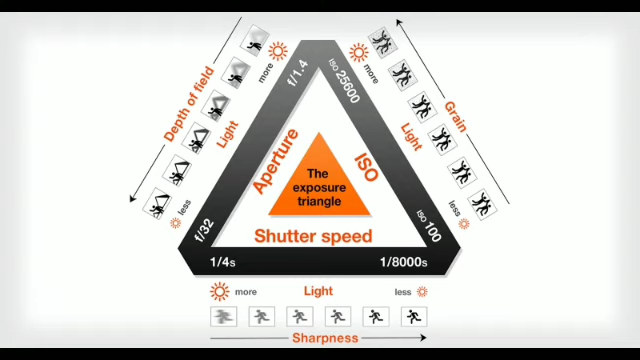 Depth of field
more
Light
less
f/1.4
Aperture
f/32
ISO 25600
ISO
ISO 100
more
Light
less
Grain
The
exposure
triangle
Shutter speed
1/4s
1/8000s
more
Light
less
Sharpness